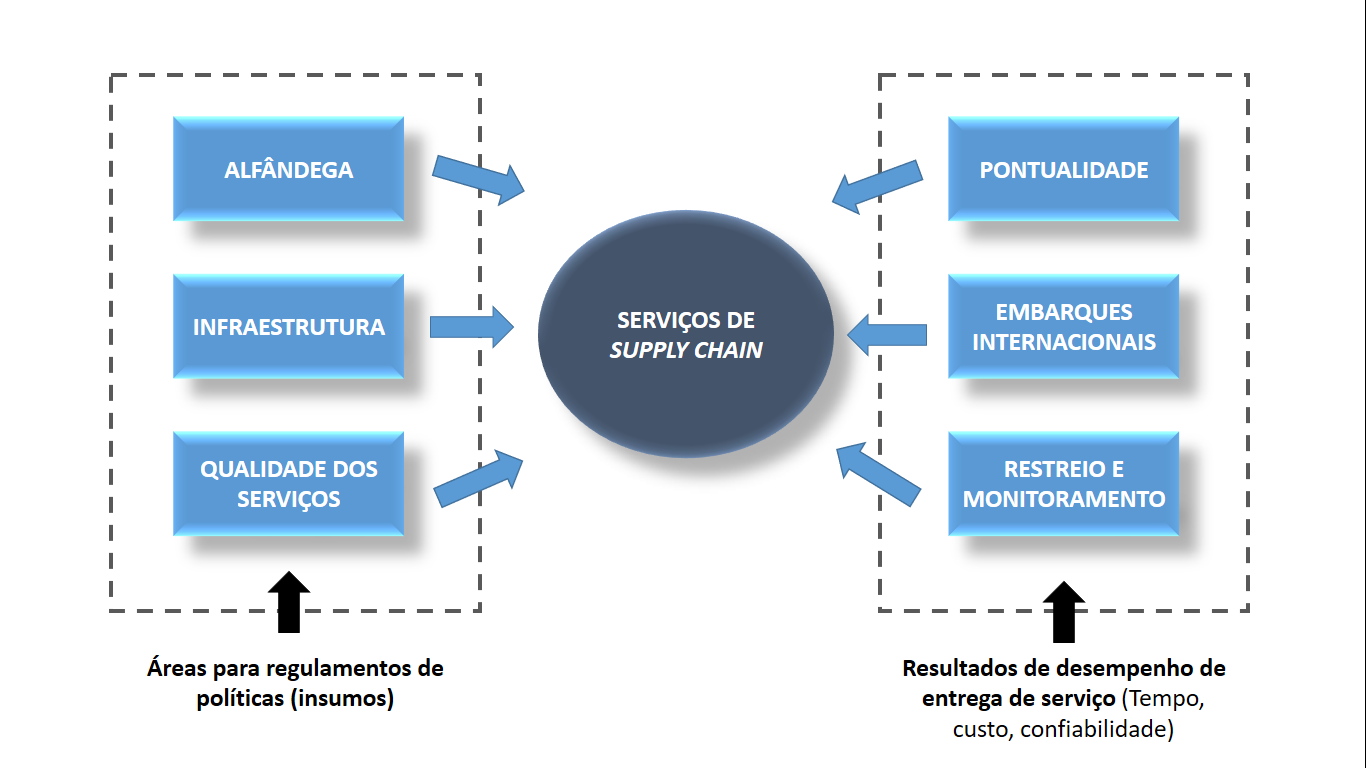 ALFÂNDEGA
INFRAESTRUTURA
QUALIDADE DOS
SERVIÇOS
Áreas para regulamentos de
políticas (insumos)
SERVIÇOS DE
SUPPLY CHAIN
PONTUALIDADE
EMBARQUES
INTERNACIONAIS
RESTREIO E
MONITORAMENTO
Resultados de desempenho de
entrega de serviço (Tempo,
custo, confiabilidade)